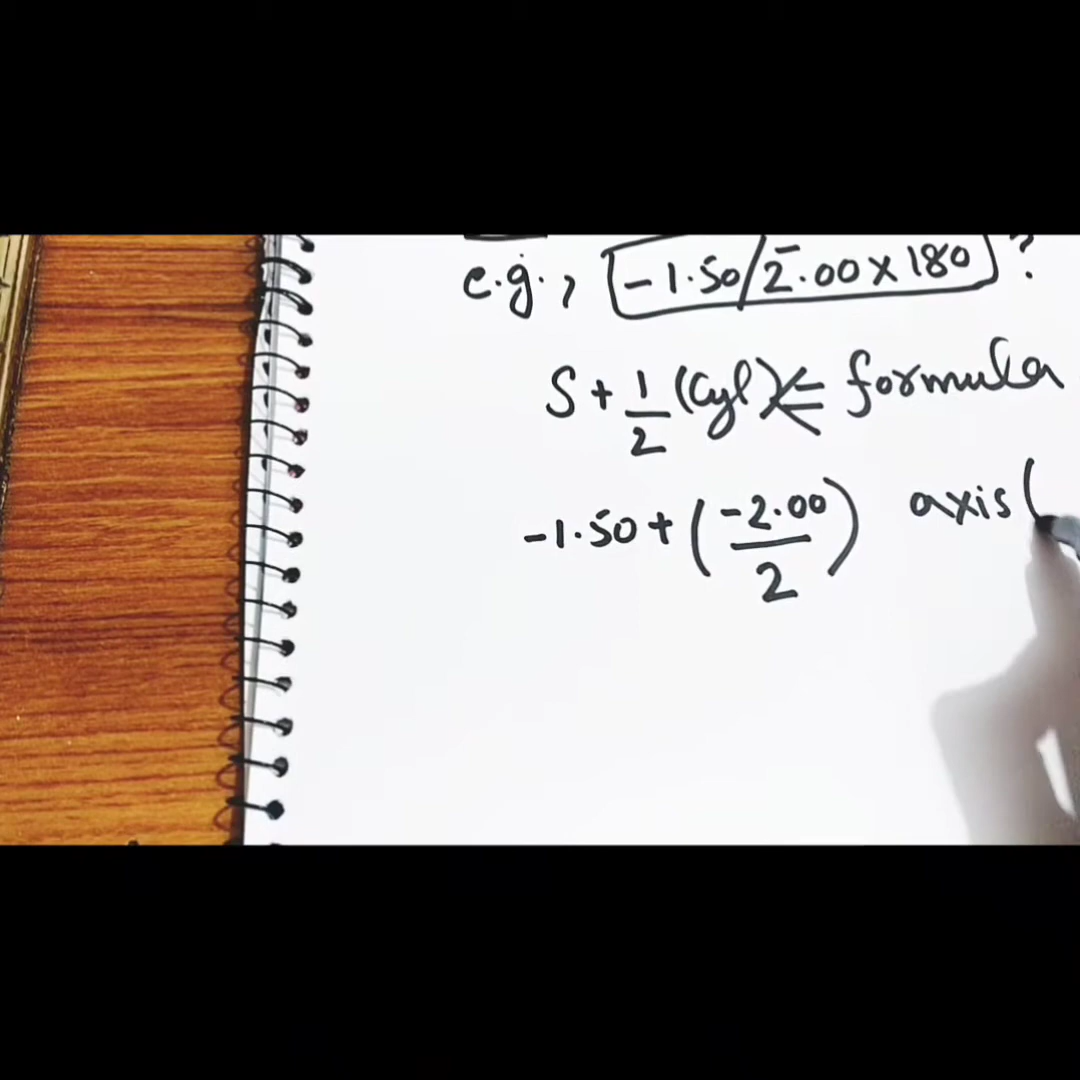 e.g., -1.50/-2.00 x 180 ?
S + 1/2 (Cyl) ⇐ formula
-1.50 + (-2.00/2) axis (